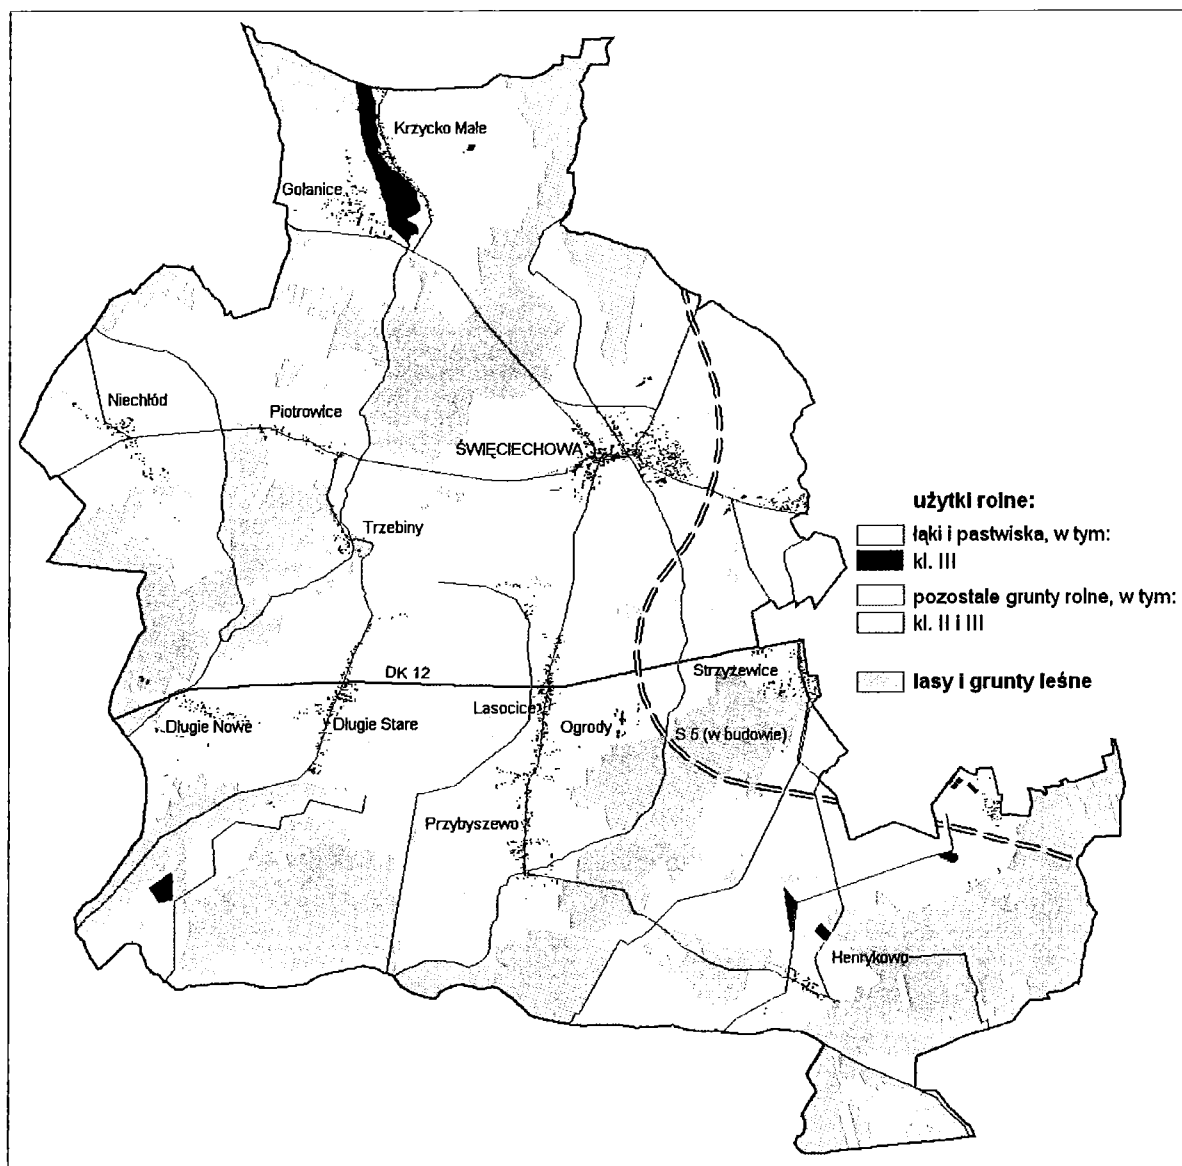 Krzycko Małe
Gołanice
Niechłód
Piotrowice
ŚWIĘCIECHOWA
Trzebiny
użytki rolne:
łąki i pastwiska, w tym:
kl. III
pozostałe grunty rolne, w tym:
kl. II i III
lasy i grunty leśne
DK 12
Strzyżewice
Lasocice
Długie Nowe
Długie Stare
Ogrody
S 5 (w budowie)
Przybyszewo
Henrykowo